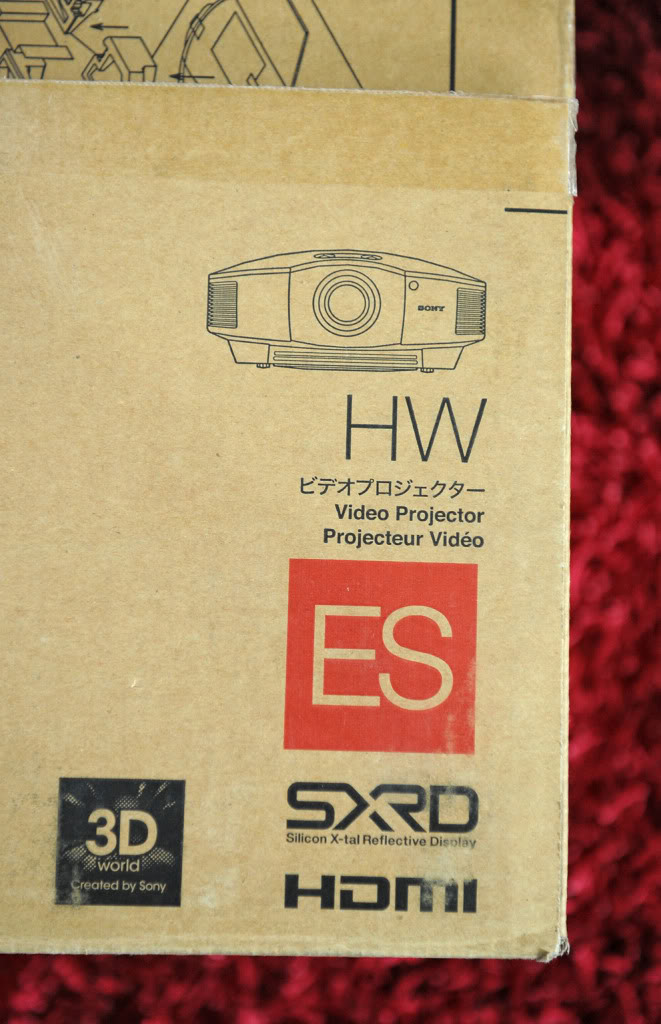 SONY
HW
ビデオプロジェクター
Video Projector
Projecteur Vidéo
ES
SXRD
Silicon X-tal Reflective Display
3D
world
Created by Sony
HDMI